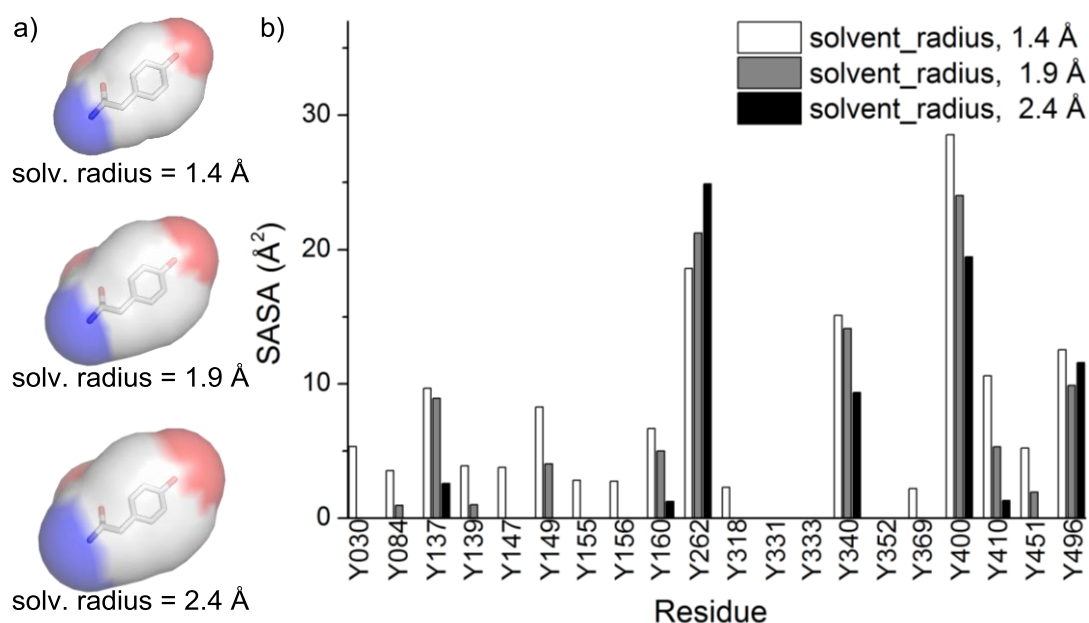 a)
solv. radius = 1.4 Å
solv. radius = 1.9 Å
solv. radius = 2.4 Å
b)
solvent_radius, 1.4 Å
solvent_radius, 1.9 Å
solvent_radius, 2.4 Å
SASA (Å²)
30
20
10
0
Y030
Y084
Y137
Y139
Y147
Y149
Y155
Y156
Y160
Y262
Y318
Y331
Y333
Y340
Y352
Y369
Y400
Y410
Y451
Y496
Residue